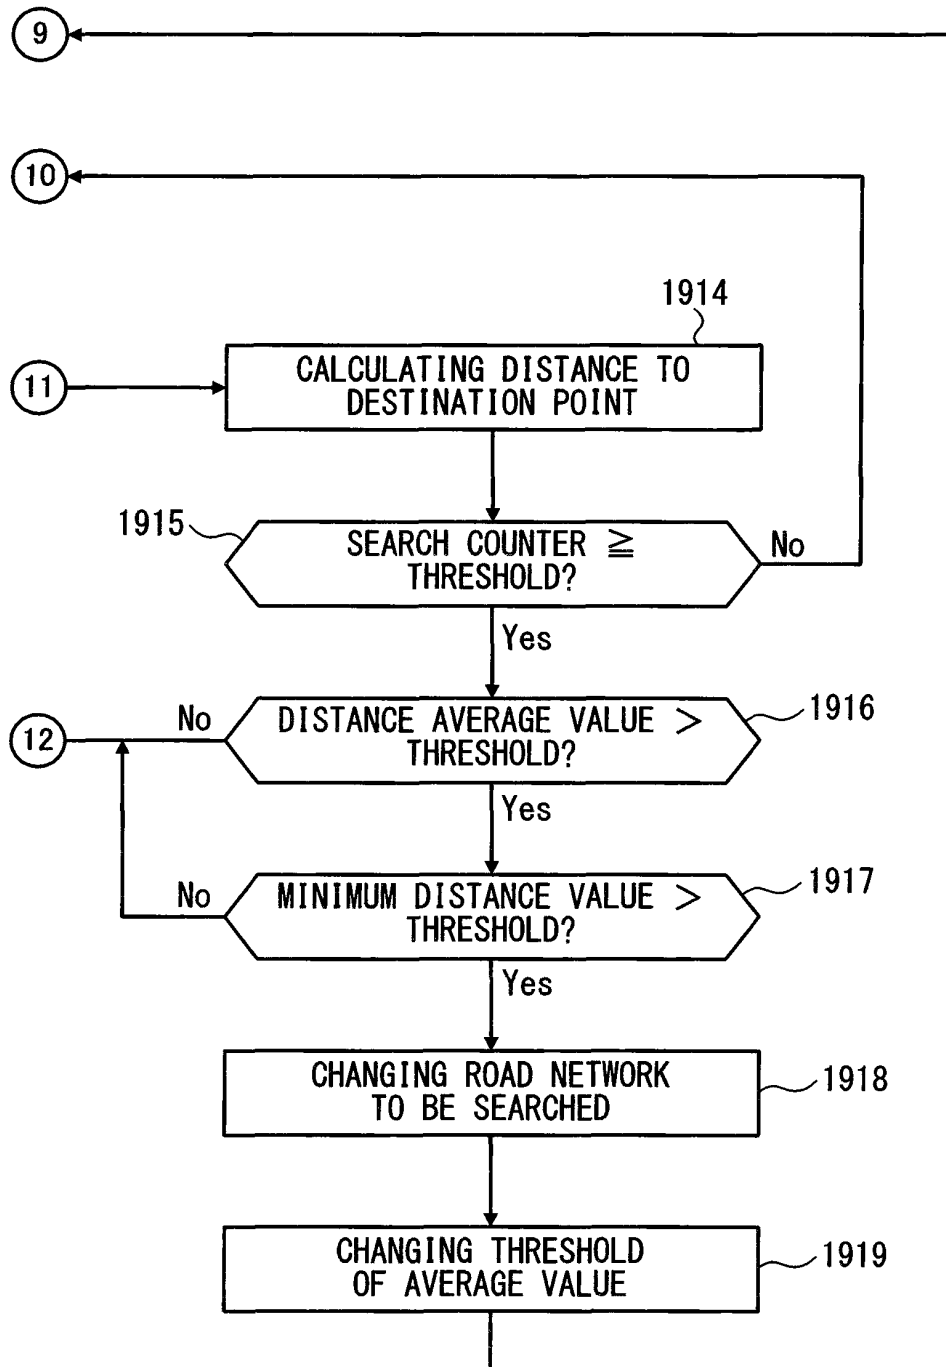 9
10
1914
11
CALCULATING DISTANCE TO
DESTINATION POINT
1915
SEARCH COUNTER ≧
THRESHOLD?
No
Yes
12
No
DISTANCE AVERAGE VALUE >
THRESHOLD?
1916
Yes
No
MINIMUM DISTANCE VALUE >
THRESHOLD?
1917
Yes
CHANGING ROAD NETWORK
TO BE SEARCHED
1918
CHANGING THRESHOLD
OF AVERAGE VALUE
1919